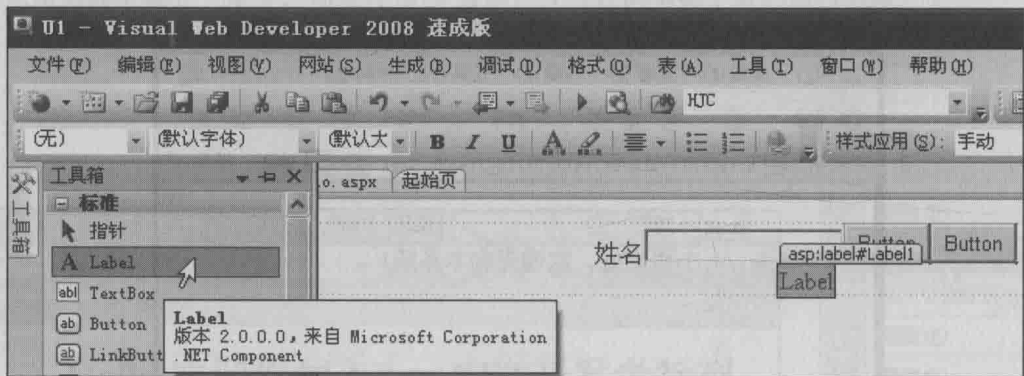 U1 - Visual Web Developer 2008 速成版
文件(F) 编辑(E) 视图(V) 网站(S) 生成(B) 调试(D) 格式(O) 表(A) 工具(T) 窗口(W) 帮助(H)
HJC
(无) (默认字体) (默认大 B I U A 样式应用(S): 手动
工具箱
工具箱
.o.aspx 起始页
标准
指针
A Label
abl TextBox
ab Button
ab LinkButt
Label
版本 2.0.0.0，来自 Microsoft Corporation
.NET Component
姓名
Button Button
asp:label#Label1
Label